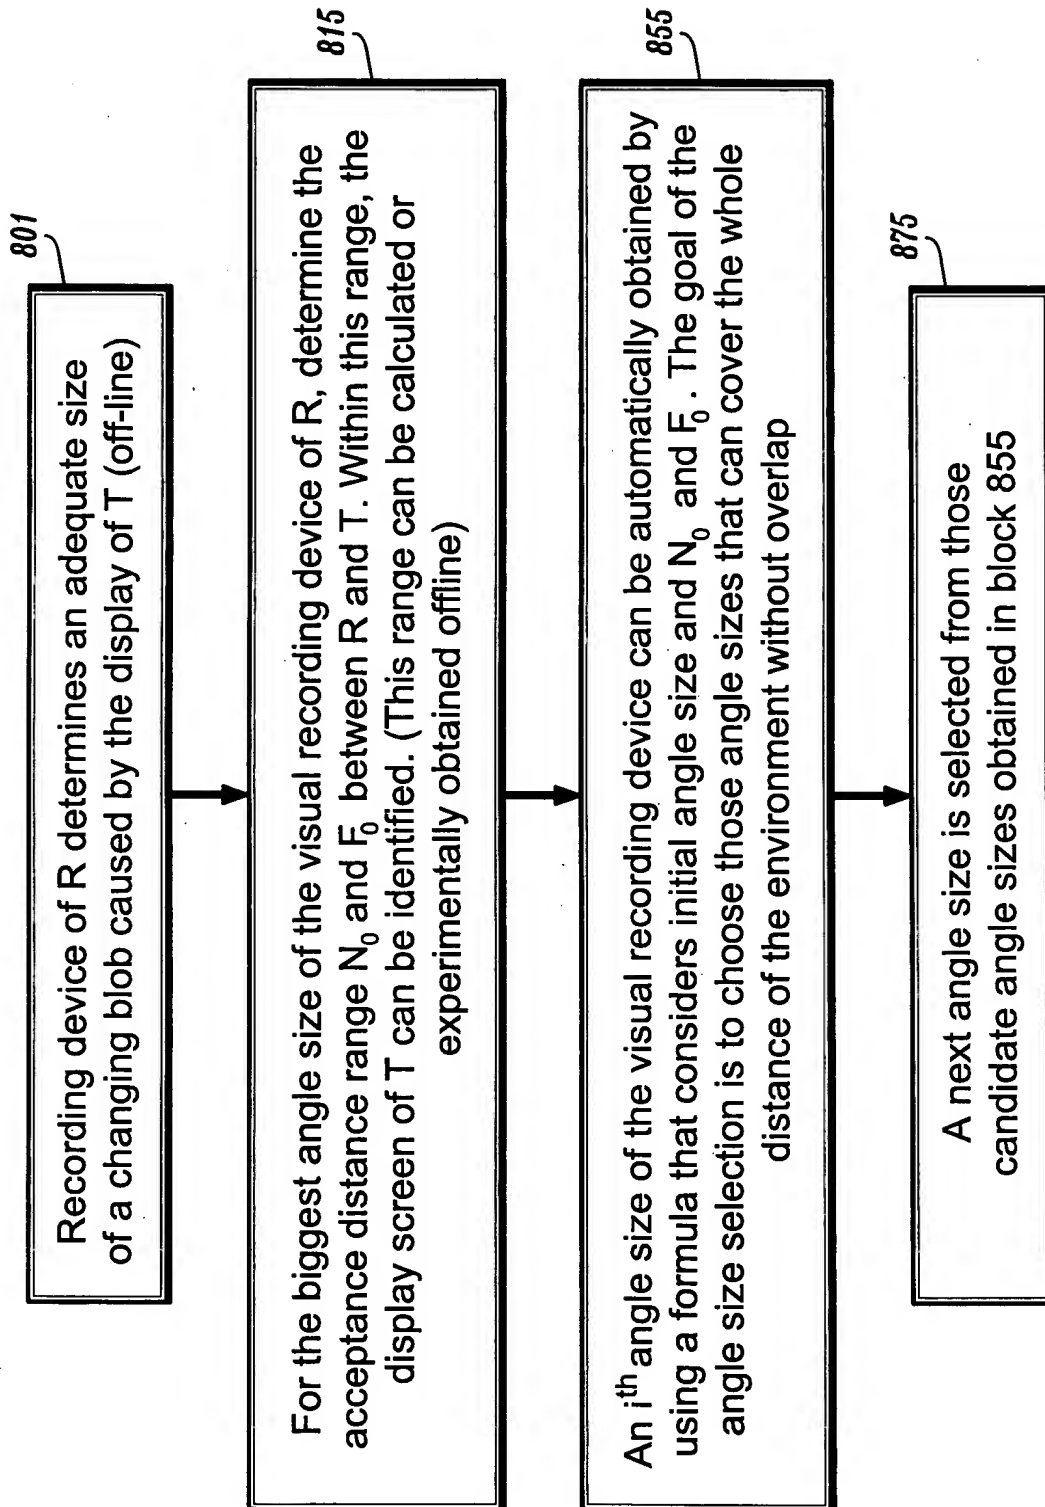 801
Recording device of R determines an adequate size
of a changing blob caused by the display of T (off-line)
815
For the biggest angle size of the visual recording device of R, determine the
acceptance distance range N₀ and F₀ between R and T. Within this range, the
display screen of T can be identified. (This range can be calculated or
experimentally obtained offline)
855
An iᵗʰ angle size of the visual recording device can be automatically obtained by
using a formula that considers initial angle size and N₀ and F₀. The goal of the
angle size selection is to choose those angle sizes that can cover the whole
distance of the environment without overlap
875
A next angle size is selected from those
candidate angle sizes obtained in block 855